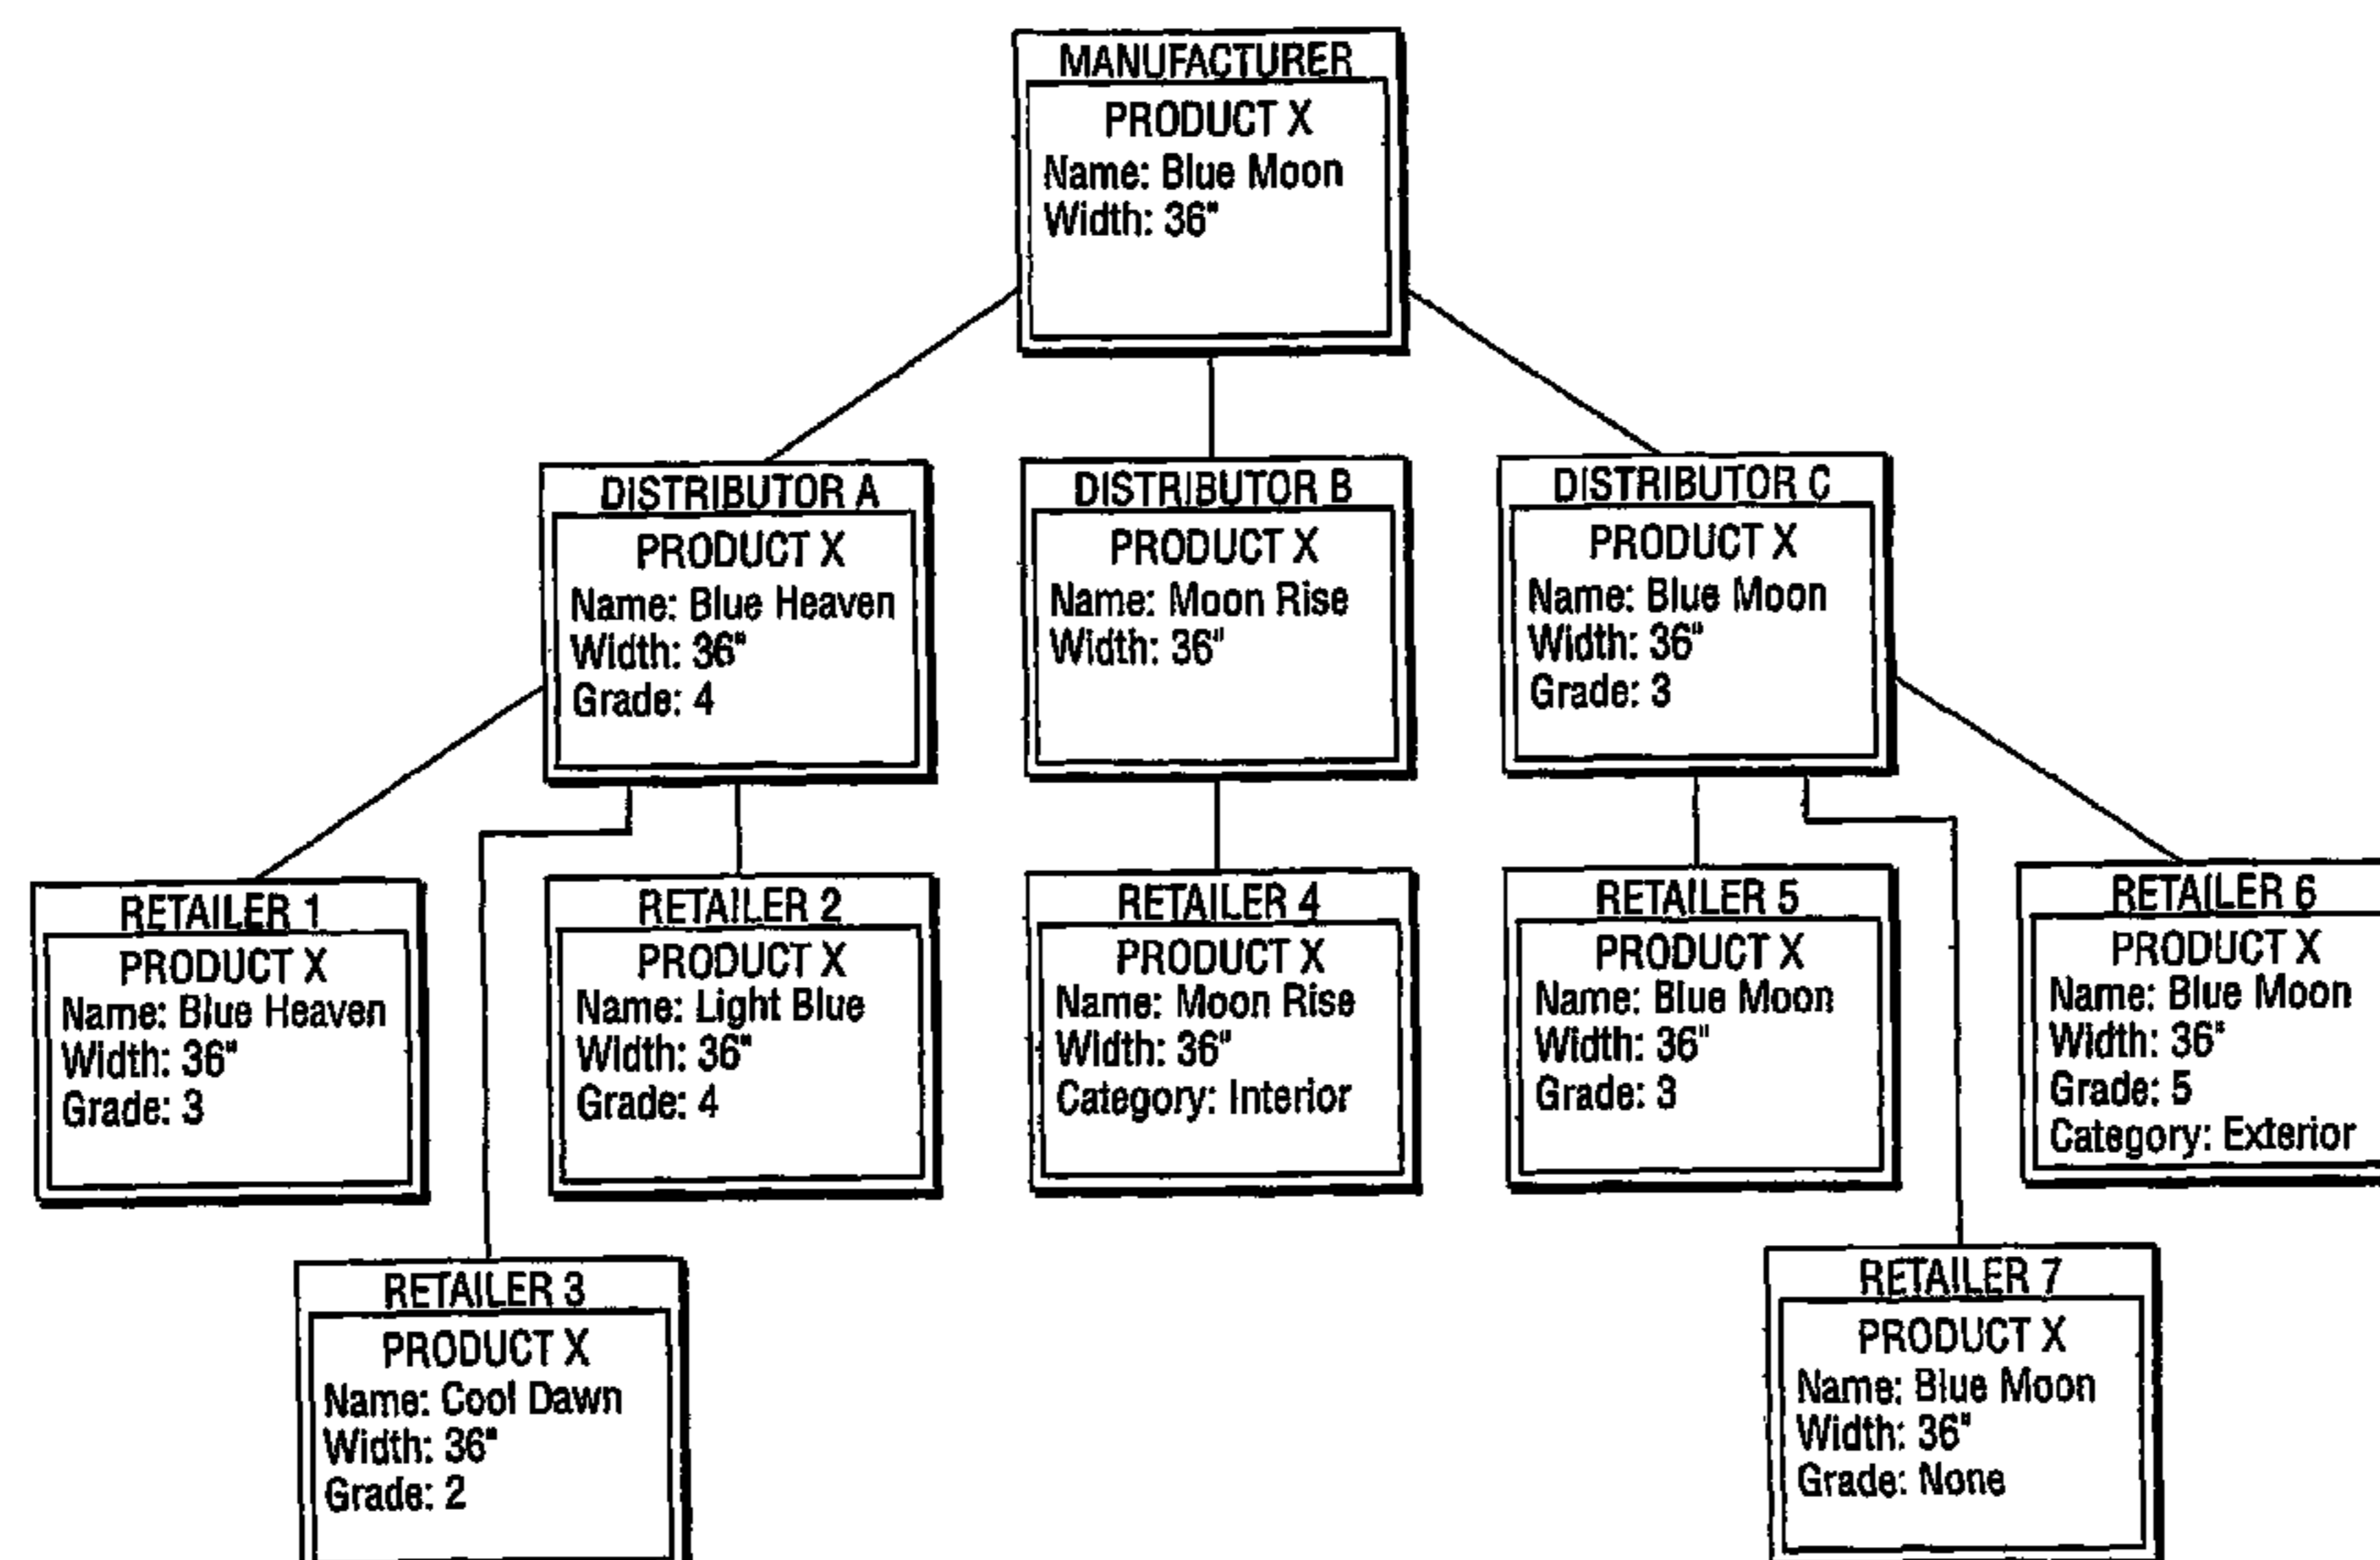 MANUFACTURER
PRODUCT X
Name: Blue Moon
Width: 36"
DISTRIBUTOR A
PRODUCT X
Name: Blue Heaven
Width: 36"
Grade: 4
DISTRIBUTOR B
PRODUCT X
Name: Moon Rise
Width: 36"
DISTRIBUTOR C
PRODUCT X
Name: Blue Moon
Width: 36"
Grade: 3
RETAILER 1
PRODUCT X
Name: Blue Heaven
Width: 36"
Grade: 3
RETAILER 2
PRODUCT X
Name: Light Blue
Width: 36"
Grade: 4
RETAILER 4
PRODUCT X
Name: Moon Rise
Width: 36"
Category: Interior
RETAILER 5
PRODUCT X
Name: Blue Moon
Width: 36"
Grade: 3
RETAILER 6
PRODUCT X
Name: Blue Moon
Width: 36"
Grade: 5
Category: Exterior
RETAILER 3
PRODUCT X
Name: Cool Dawn
Width: 36"
Grade: 2
RETAILER 7
PRODUCT X
Name: Blue Moon
Width: 36"
Grade: None